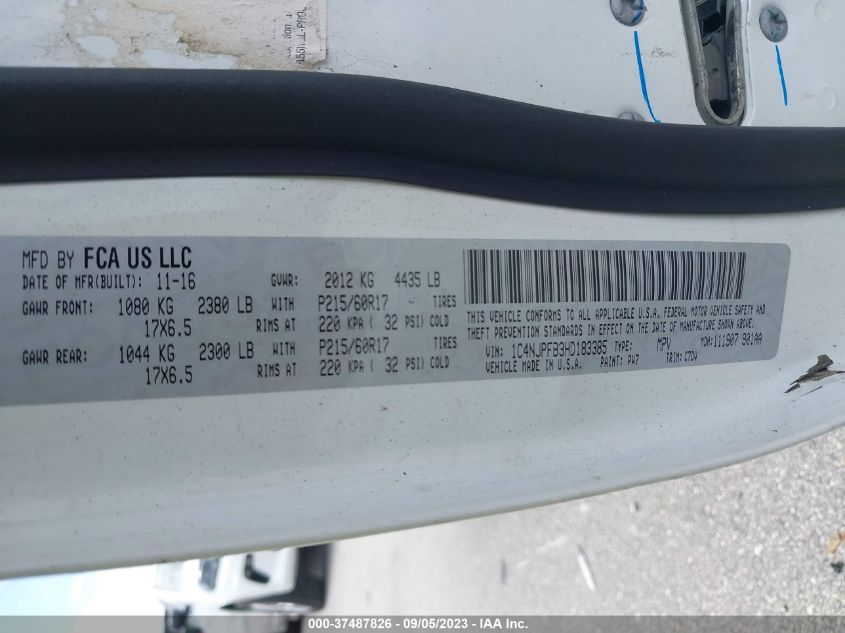 MFD BY FCA US LLC
DATE OF MFR(BUILT): 11-16 GVWR: 2012 KG 4435 LB
GAWR FRONT: 1080 KG 2380 LB WITH P215/60R17 - TIRES
17X6.5 RIMS AT 220 KPA ( 32 PSI) COLD
GAWR REAR: 1044 KG 2300 LB WITH P215/60R17 TIRES
17X6.5 RIMS AT 220 KPA ( 32 PSI) COLD
THIS VEHICLE CONFORMS TO ALL APPLICABLE U.S.A. FEDERAL MOTOR VEHICLE SAFETY AND
THEFT PREVENTION STANDARDS IN EFFECT ON THE DATE OF MANUFACTURE SHOWN ABOVE.
VIN: 1C4NJPFB3HD183385 TYPE: MPV MDH: 111907 901AA
VEHICLE MADE IN U.S.A. PAINT: PW7 TRIM: C7DV
000-37487826 - 09/05/2023 - IAA Inc.